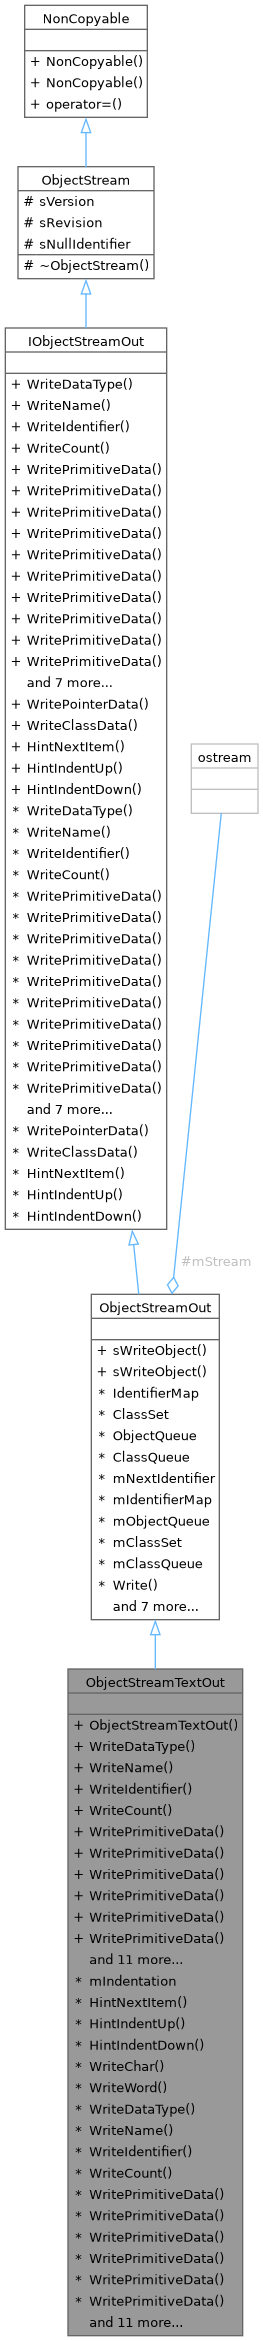 NonCopyable
+ NonCopyable()
+ NonCopyable()
+ operator=()
ObjectStream
# sVersion
# sRevision
# sNullIdentifier
# ~ObjectStream()
IObjectStreamOut
+ WriteDataType()
+ WriteName()
+ WriteIdentifier()
+ WriteCount()
+ WritePrimitiveData()
+ WritePrimitiveData()
+ WritePrimitiveData()
+ WritePrimitiveData()
+ WritePrimitiveData()
+ WritePrimitiveData()
+ WritePrimitiveData()
+ WritePrimitiveData()
+ WritePrimitiveData()
+ WritePrimitiveData()
and 7 more...
+ WritePointerData()
+ WriteClassData()
+ HintNextItem()
+ HintIndentUp()
+ HintIndentDown()
* WriteDataType()
* WriteName()
* WriteIdentifier()
* WriteCount()
* WritePrimitiveData()
* WritePrimitiveData()
* WritePrimitiveData()
* WritePrimitiveData()
* WritePrimitiveData()
* WritePrimitiveData()
* WritePrimitiveData()
* WritePrimitiveData()
* WritePrimitiveData()
* WritePrimitiveData()
and 7 more...
* WritePointerData()
* WriteClassData()
* HintNextItem()
* HintIndentUp()
* HintIndentDown()
ostream
#mStream
ObjectStreamOut
+ sWriteObject()
+ sWriteObject()
* IdentifierMap
* ClassSet
* ObjectQueue
* ClassQueue
* mNextIdentifier
* mIdentifierMap
* mObjectQueue
* mClassSet
* mClassQueue
* Write()
and 7 more...
ObjectStreamTextOut
+ ObjectStreamTextOut()
+ WriteDataType()
+ WriteName()
+ WriteIdentifier()
+ WriteCount()
+ WritePrimitiveData()
+ WritePrimitiveData()
+ WritePrimitiveData()
+ WritePrimitiveData()
+ WritePrimitiveData()
+ WritePrimitiveData()
and 11 more...
* mIndentation
* HintNextItem()
* HintIndentUp()
* HintIndentDown()
* WriteChar()
* WriteWord()
* WriteDataType()
* WriteName()
* WriteIdentifier()
* WriteCount()
* WritePrimitiveData()
* WritePrimitiveData()
* WritePrimitiveData()
* WritePrimitiveData()
* WritePrimitiveData()
* WritePrimitiveData()
and 11 more...